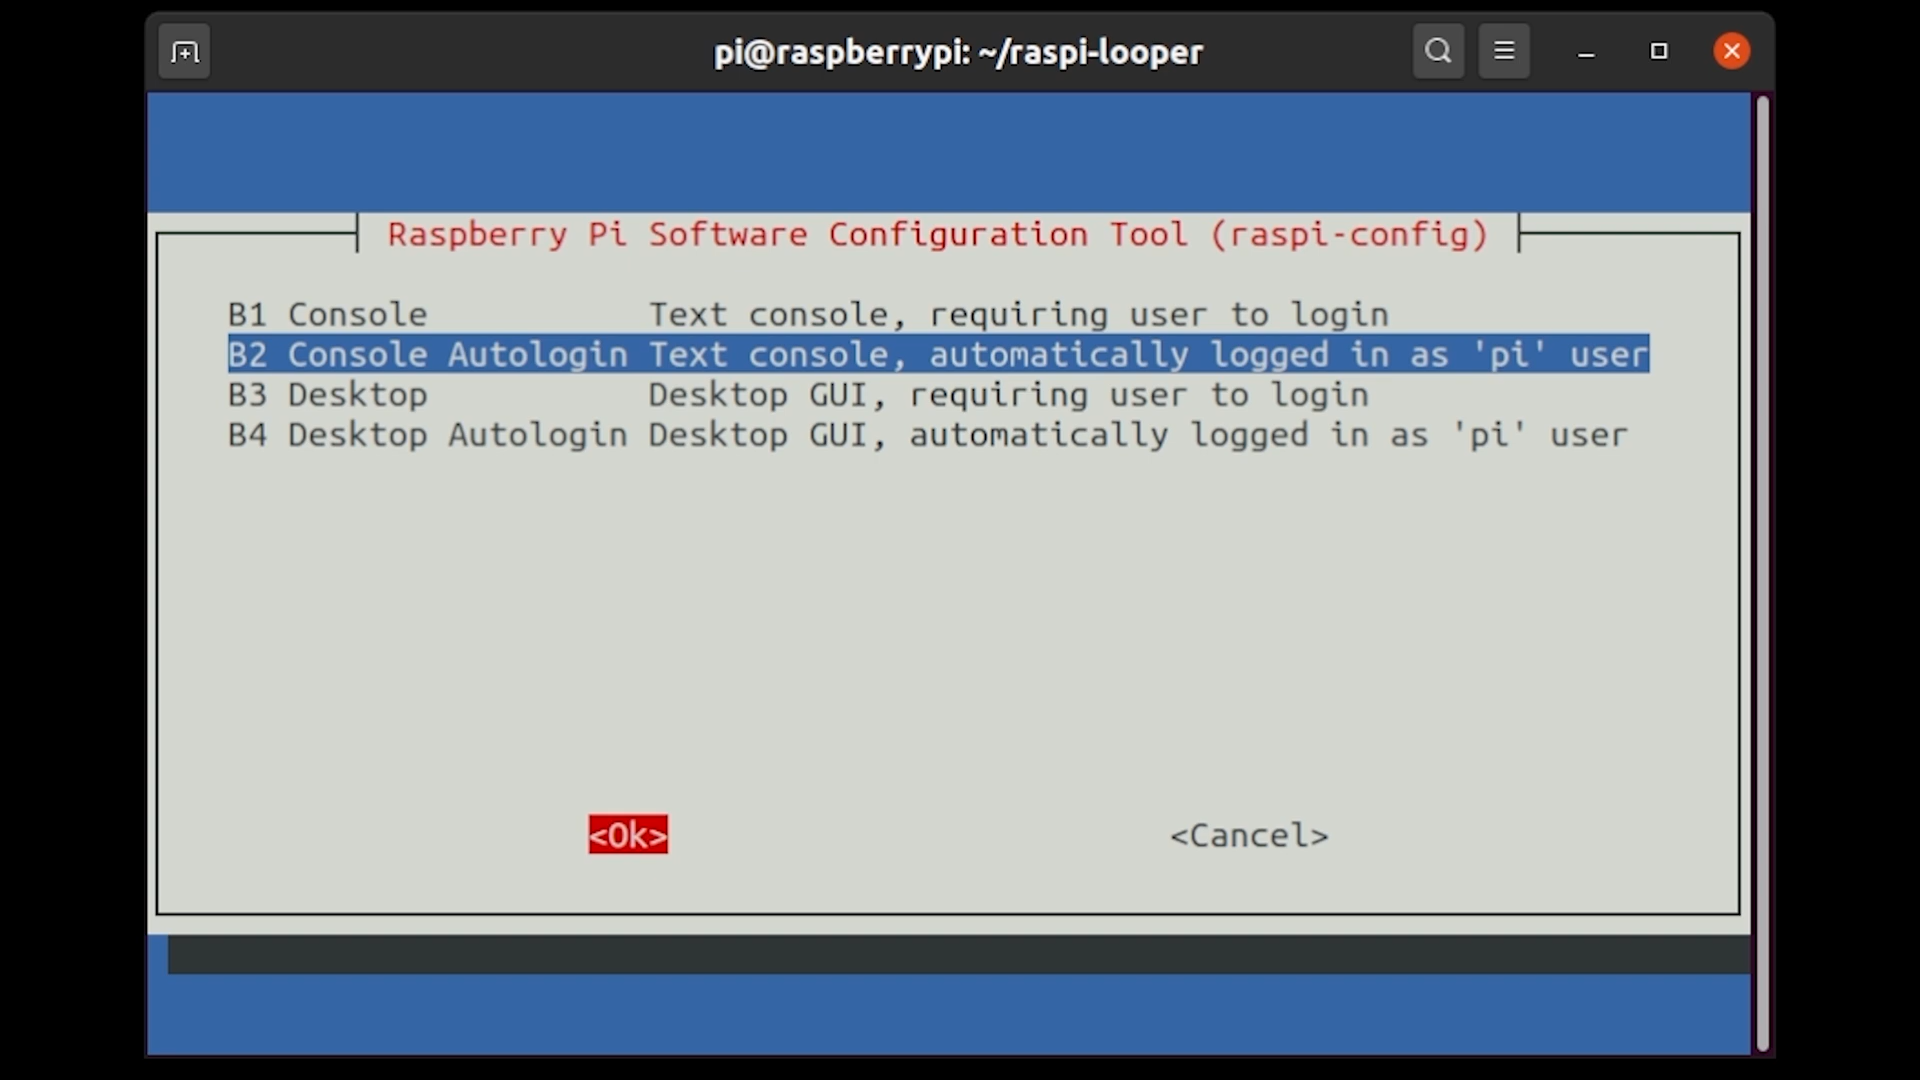 pi@raspberrypi: ~/raspi-looper
Raspberry Pi Software Configuration Tool (raspi-config)
B1 Console Text console, requiring user to login
B2 Console Autologin Text console, automatically logged in as 'pi' user
B3 Desktop Desktop GUI, requiring user to login
B4 Desktop Autologin Desktop GUI, automatically logged in as 'pi' user
<Ok> <Cancel>